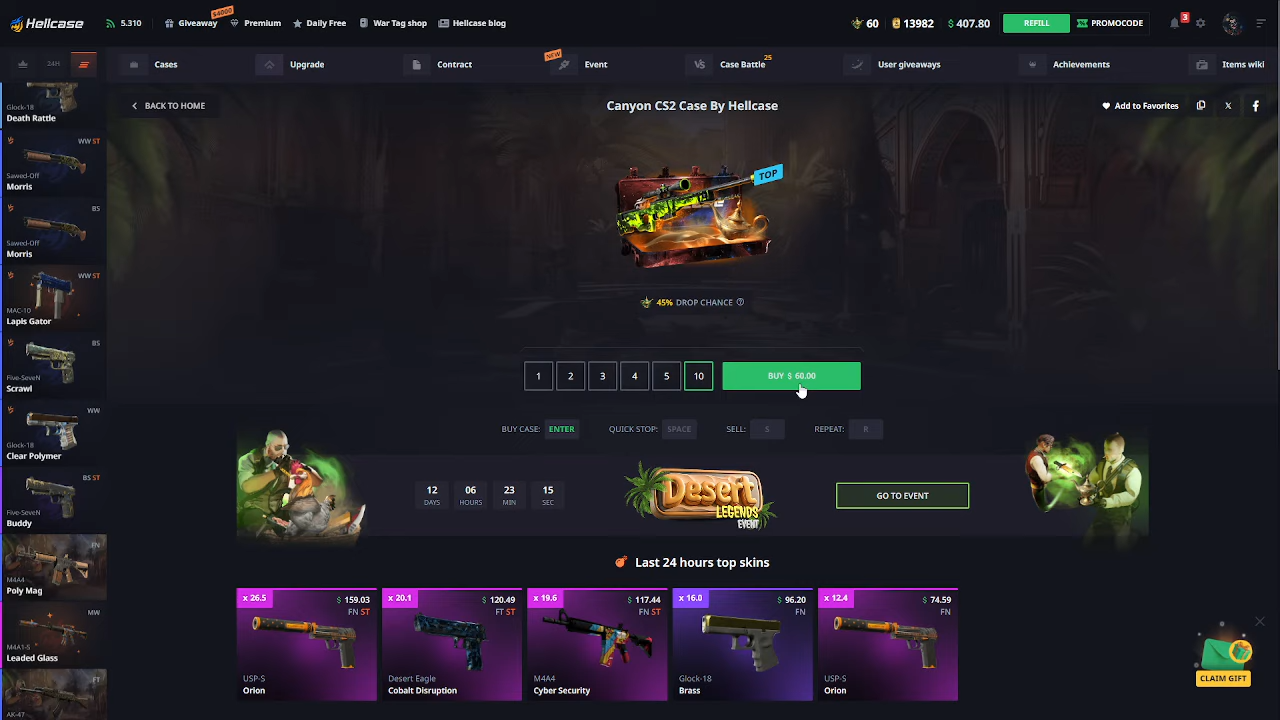 Hellcase
5.310
$4000
Giveaway
Premium
Daily Free
War Tag shop
Hellcase blog
60
13982
$ 407.80
REFILL
PROMOCODE
3
24H
Cases
Upgrade
Contract
NEW
Event
VS
Case Battle
25
User giveaways
Achievements
Items wiki
Glock-18
Death Rattle
WW ST
Sawed-Off
Morris
BS
Sawed-Off
Morris
WW ST
MAC-10
Lapis Gator
BS
Five-SeveN
Scrawl
WW
Glock-18
Clear Polymer
BS ST
Five-SeveN
Buddy
FN
M4A4
Poly Mag
MW
M4A1-S
Leaded Glass
FT
AK-47
BACK TO HOME
Canyon CS2 Case By Hellcase
Add to Favorites
TOP
45% DROP CHANCE
1 2 3 4 5 10
BUY $ 60.00
BUY CASE: ENTER QUICK STOP: SPACE SELL: S REPEAT: R
12 06 23 15
DAYS HOURS MIN SEC
Desert
LEGENDS
EVENT
GO TO EVENT
Last 24 hours top skins
x 26.5
$ 159.03
FN ST
USP-S
Orion
x 20.1
$ 120.49
FT ST
Desert Eagle
Cobalt Disruption
x 19.6
$ 117.44
FN ST
M4A4
Cyber Security
x 16.0
$ 96.20
FN
Glock-18
Brass
x 12.4
$ 74.59
FN
USP-S
Orion
CLAIM GIFT